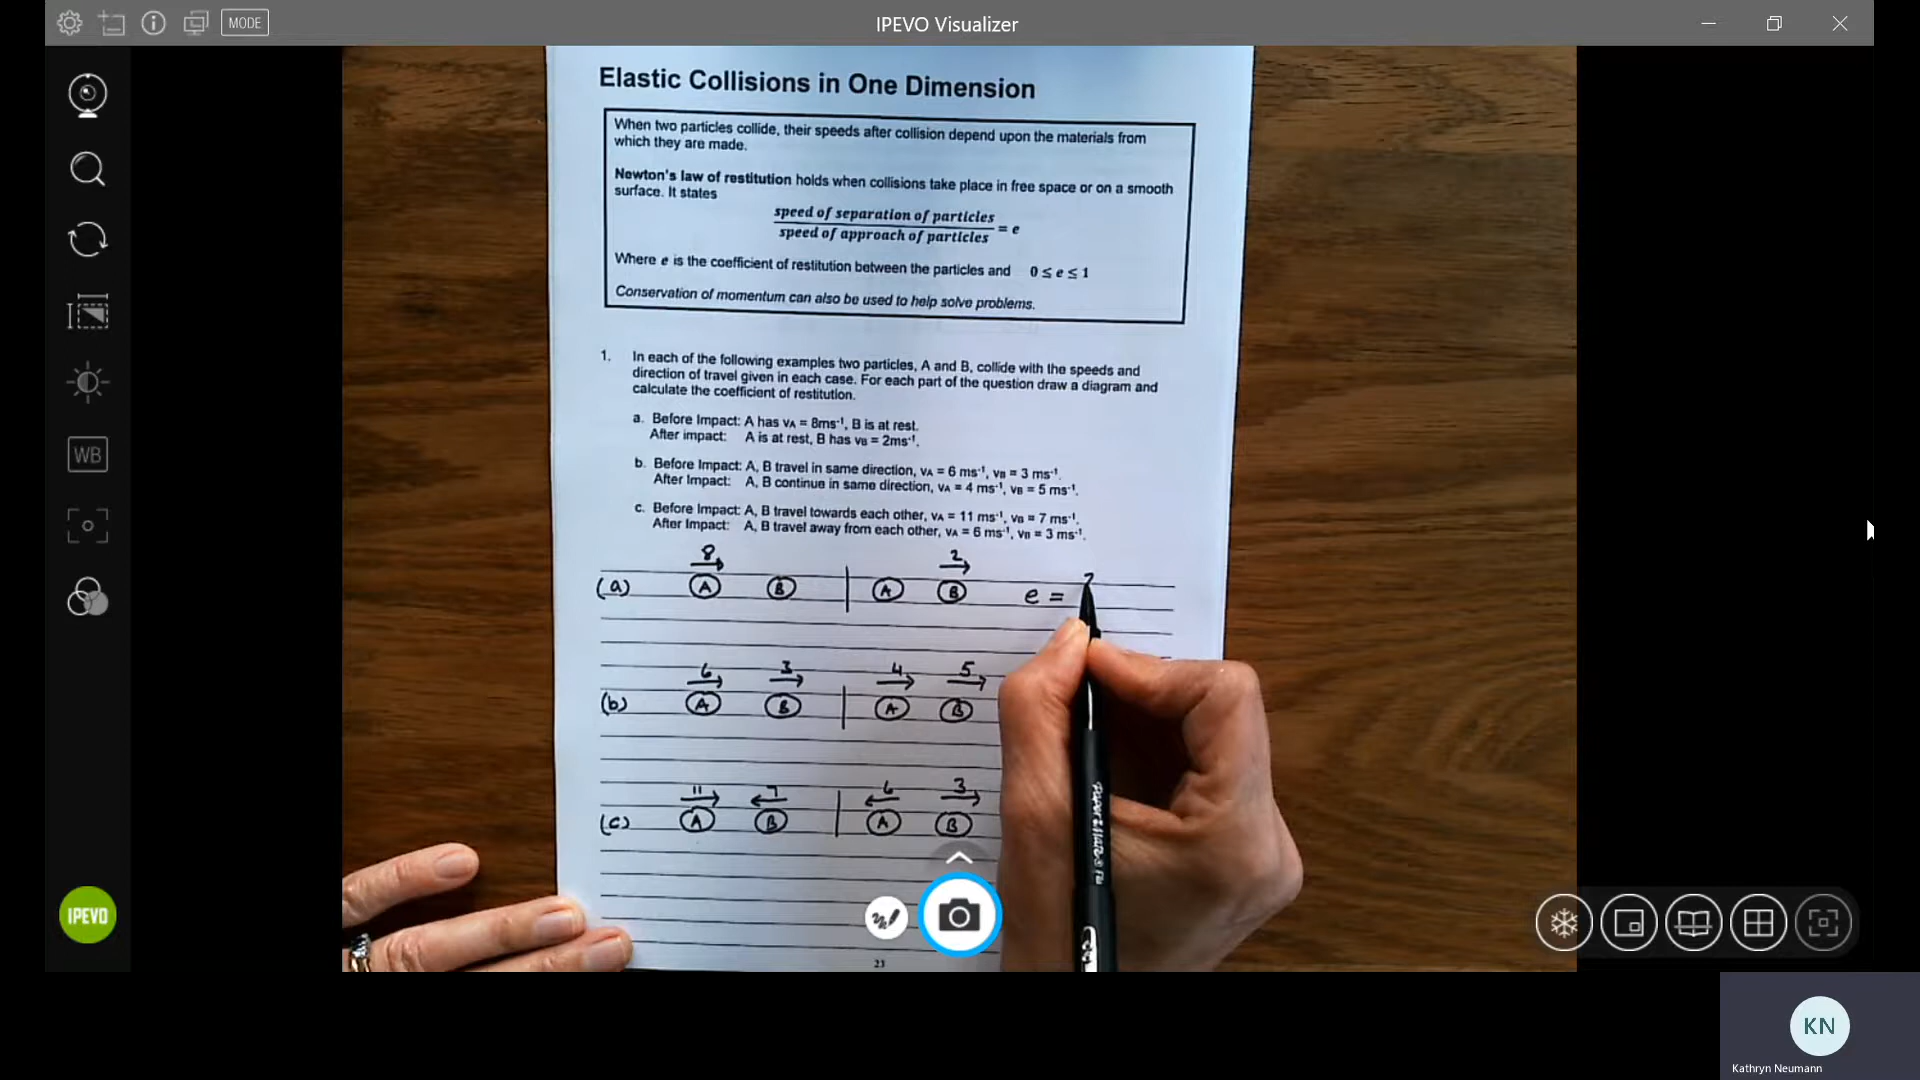 MODE
IPEVO Visualizer
WB
IPEVO
Elastic Collisions in One Dimension
When two particles collide, their speeds after collision depend upon the materials from
which they are made.
Newton's law of restitution holds when collisions take place in free space or on a smooth
surface. It states
speed of separation of particles
speed of approach of particles
= e
Where e is the coefficient of restitution between the particles and 0 ≤ e ≤ 1
Conservation of momentum can also be used to help solve problems.
1. In each of the following examples two particles, A and B, collide with the speeds and
direction of travel given in each case. For each part of the question draw a diagram and
calculate the coefficient of restitution.
a. Before Impact: A has vA = 8ms⁻¹, B is at rest.
After impact: A is at rest, B has vB = 2ms⁻¹.
b. Before Impact: A, B travel in same direction, vA = 6 ms⁻¹, vB = 3 ms⁻¹.
After Impact: A, B continue in same direction, vA = 4 ms⁻¹, vB = 5 ms⁻¹.
c. Before Impact: A, B travel towards each other, vA = 11 ms⁻¹, vB = 7 ms⁻¹.
After Impact: A, B travel away from each other, vA = 6 ms⁻¹, vB = 3 ms⁻¹.
8 2
(a) A B A B e =
6 3 4 5
(b) A B A B
11 7 6 3
(c) A B A B
23
KN
Kathryn Neumann